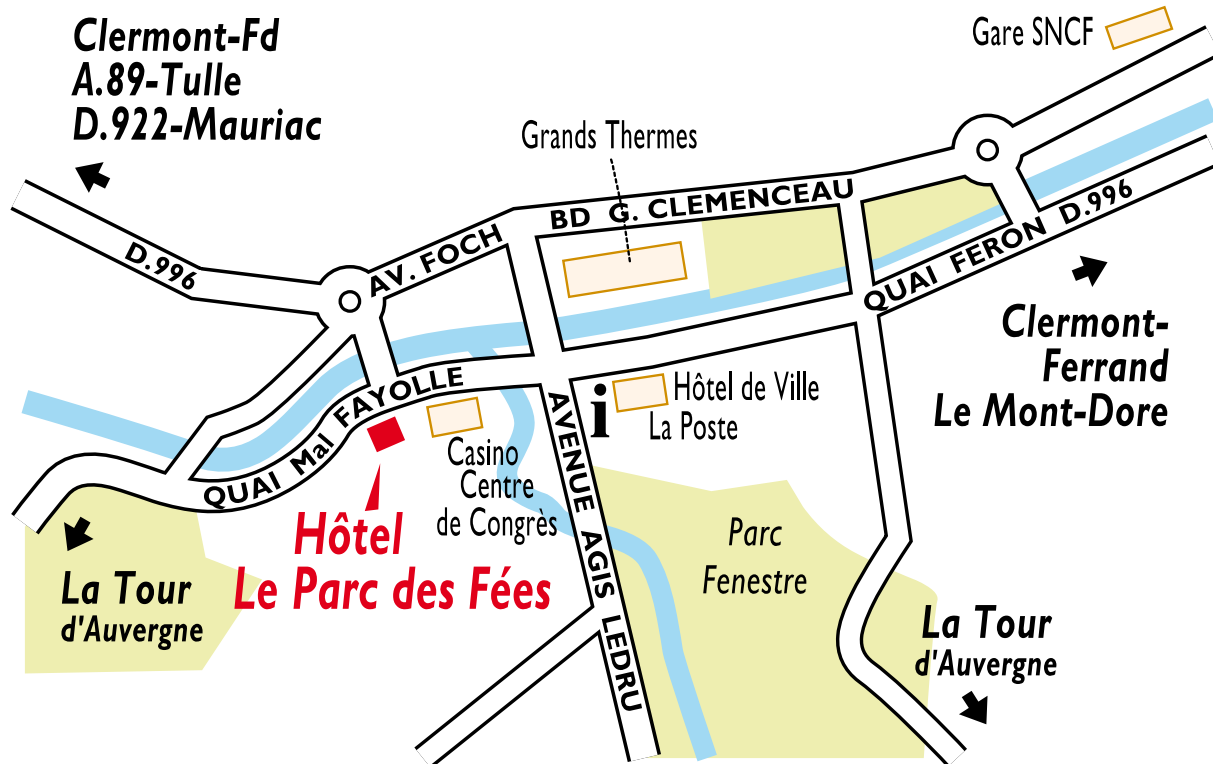 Clermont-Fd
A.89-Tulle
D.922-Mauriac
Gare SNCF
Grands Thermes
BD G. CLEMENCEAU
AV. FOCH
D.996
QUAI FERON D.996
Clermont-
Ferrand
Le Mont-Dore
QUAI Mal FAYOLLE
i
Hôtel de Ville
La Poste
Casino
Centre
de Congrès
AVENUE AGIS LEDRU
Hôtel
Le Parc des Fées
Parc
Fenestre
La Tour
d'Auvergne
La Tour
d'Auvergne